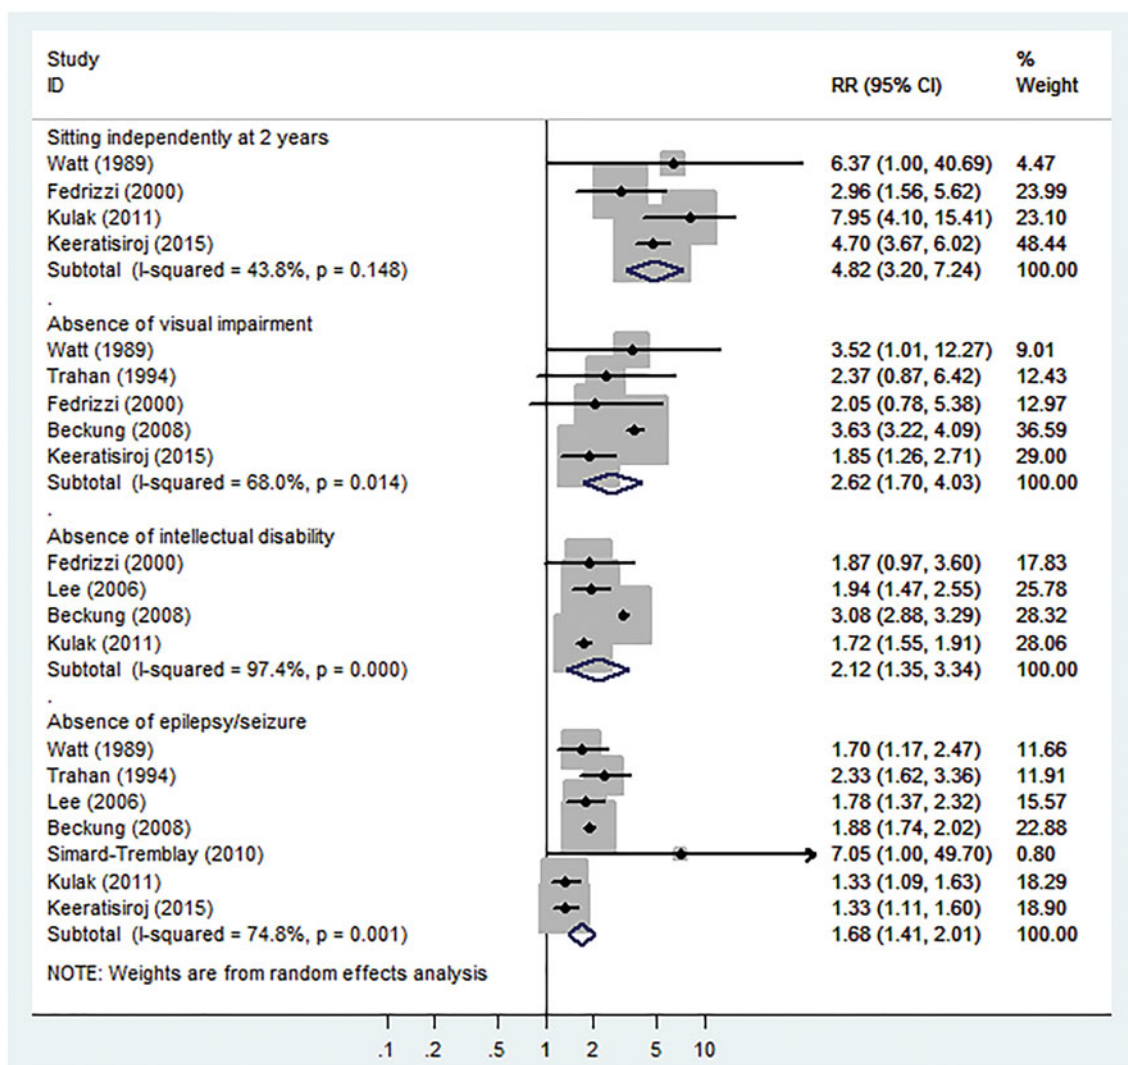 Study % 
ID RR (95% CI) Weight
Sitting independently at 2 years
Watt (1989) 6.37 (1.00, 40.69) 4.47
Fedrizzi (2000) 2.96 (1.56, 5.62) 23.99
Kulak (2011) 7.95 (4.10, 15.41) 23.10
Keeratisiroj (2015) 4.70 (3.67, 6.02) 48.44
Subtotal (I-squared = 43.8%, p = 0.148) 4.82 (3.20, 7.24) 100.00
.
Absence of visual impairment
Watt (1989) 3.52 (1.01, 12.27) 9.01
Trahan (1994) 2.37 (0.87, 6.42) 12.43
Fedrizzi (2000) 2.05 (0.78, 5.38) 12.97
Beckung (2008) 3.63 (3.22, 4.09) 36.59
Keeratisiroj (2015) 1.85 (1.26, 2.71) 29.00
Subtotal (I-squared = 68.0%, p = 0.014) 2.62 (1.70, 4.03) 100.00
.
Absence of intellectual disability
Fedrizzi (2000) 1.87 (0.97, 3.60) 17.83
Lee (2006) 1.94 (1.47, 2.55) 25.78
Beckung (2008) 3.08 (2.88, 3.29) 28.32
Kulak (2011) 1.72 (1.55, 1.91) 28.06
Subtotal (I-squared = 97.4%, p = 0.000) 2.12 (1.35, 3.34) 100.00
.
Absence of epilepsy/seizure
Watt (1989) 1.70 (1.17, 2.47) 11.66
Trahan (1994) 2.33 (1.62, 3.36) 11.91
Lee (2006) 1.78 (1.37, 2.32) 15.57
Beckung (2008) 1.88 (1.74, 2.02) 22.88
Simard-Tremblay (2010) 7.05 (1.00, 49.70) 0.80
Kulak (2011) 1.33 (1.09, 1.63) 18.29
Keeratisiroj (2015) 1.33 (1.11, 1.60) 18.90
Subtotal (I-squared = 74.8%, p = 0.001) 1.68 (1.41, 2.01) 100.00
NOTE: Weights are from random effects analysis
.1 .2 .5 1 2 5 10